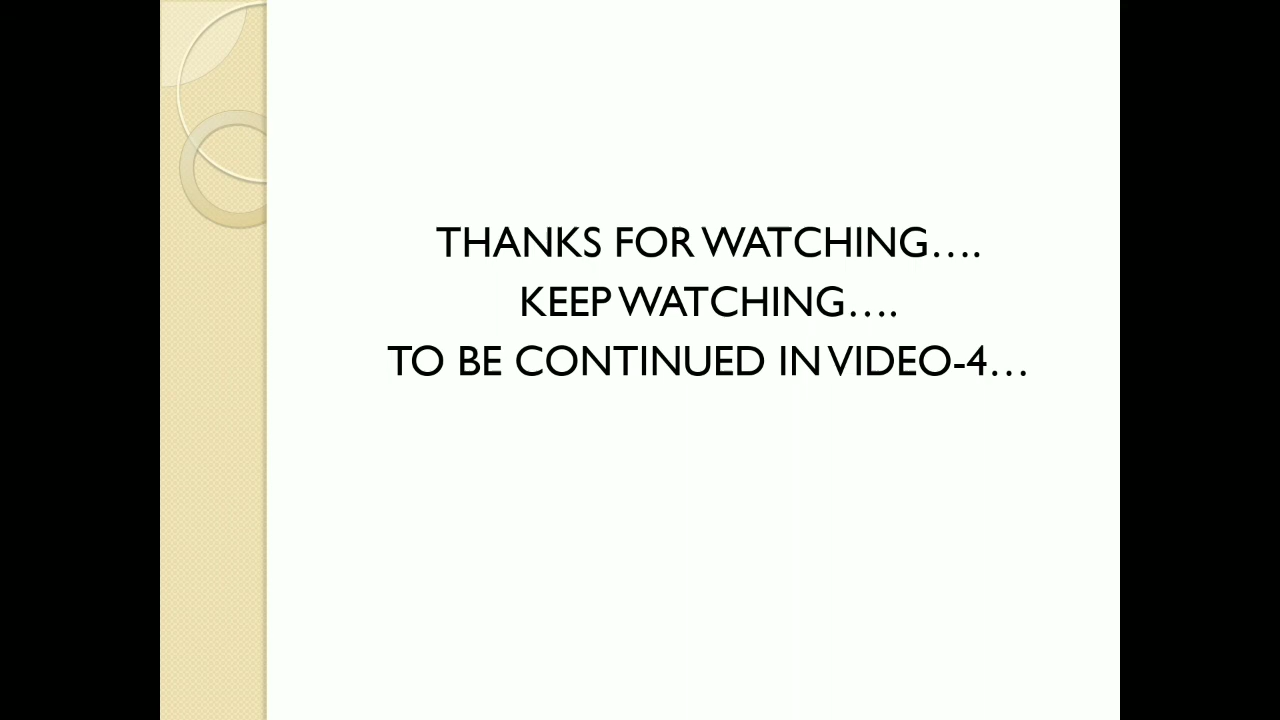 THANKS FOR WATCHING….
KEEP WATCHING….
TO BE CONTINUED IN VIDEO-4…